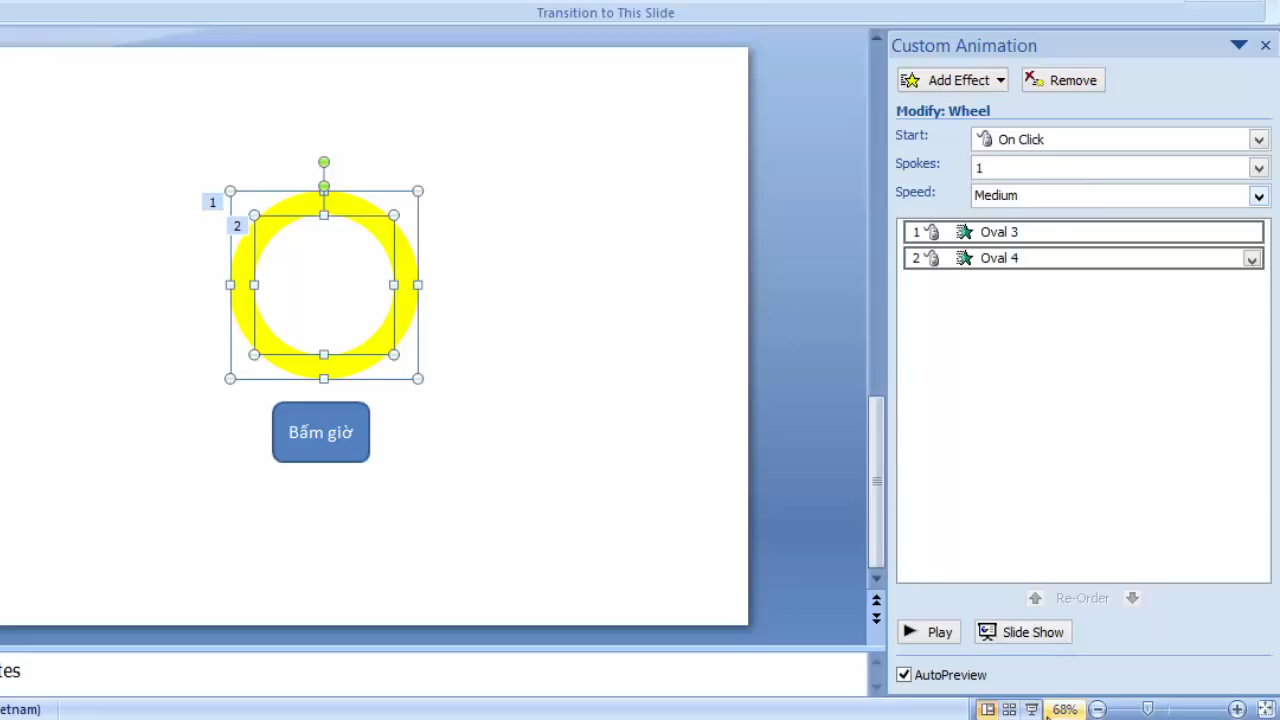 Transition to This Slide
Custom Animation
Add Effect
Remove
Modify: Wheel
Start:
On Click
Spokes:
1
Speed:
Medium
1
2
1
Oval 3
2
Oval 4
Bấm giờ
Re-Order
Play
Slide Show
tes
AutoPreview
etnam)
68%